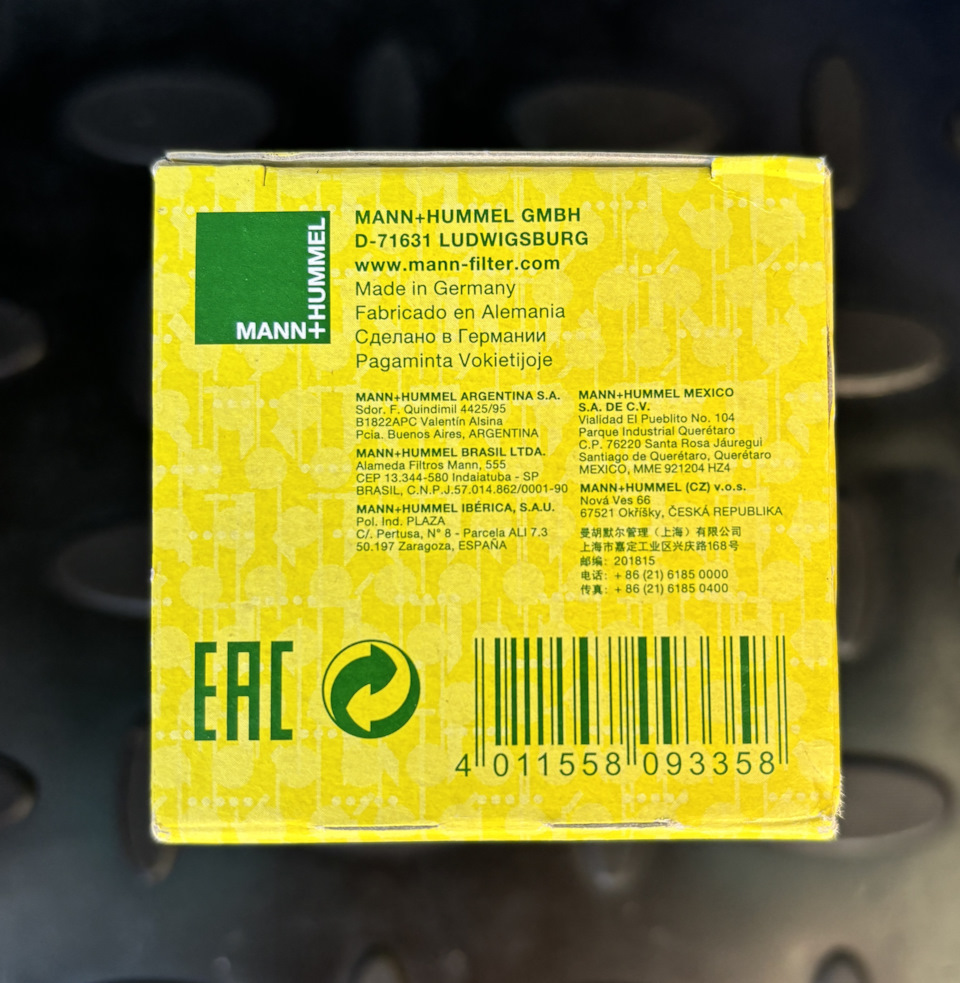 MANN+HUMMEL
MANN+HUMMEL GMBH
D-71631 LUDWIGSBURG
www.mann-filter.com
Made in Germany
Fabricado en Alemania
Сделано в Германии
Pagaminta Vokietijoje
MANN+HUMMEL ARGENTINA S.A.
Sdor. F. Quindimil 4425/95
B1822APC Valentín Alsina
Pcia. Buenos Aires, ARGENTINA
MANN+HUMMEL BRASIL LTDA.
Alameda Filtros Mann, 555
CEP 13.344-580 Indaiatuba - SP
BRASIL, C.N.P.J.57.014.862/0001-90
MANN+HUMMEL IBÉRICA, S.A.U.
Pol. Ind. PLAZA
C/. Pertusa, N° 8 - Parcela ALI 7.3
50.197 Zaragoza, ESPAÑA
MANN+HUMMEL MEXICO
S.A. DE C.V.
Vialidad El Pueblito No. 104
Parque Industrial Querétaro
C.P. 76220 Santa Rosa Jáuregui
Santiago de Querétaro, Querétaro
MEXICO, MME 921204 HZ4
MANN+HUMMEL (CZ) v.o.s.
Nová Ves 66
67521 Okříšky, ČESKÁ REPUBLIKA
曼胡默尔管理（上海）有限公司
上海市嘉定工业区兴庆路168号
邮编：201815
电话：+ 86 (21) 6185 0000
传真：+ 86 (21) 6185 0400
EAC
4 011558 093358